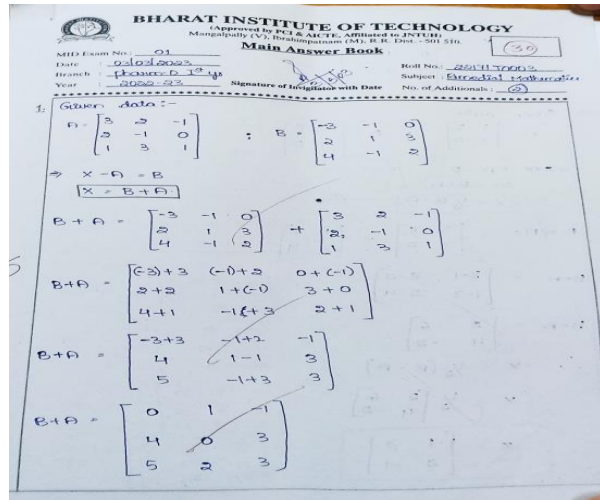 BHARAT INSTITUTE OF TECHNOLOGY
(Approved by PCI & AICTE, Affiliated to JNTUH)
Mangalpally (V), Ibrahimpatnam (M), R.R. Dist. - 501 510.
Main Answer Book
30
MID Exam No.: 01
Date : 03/03/2023
Roll No.:
Branch : Pharm.D Ist yr
Subject : Remedial Mathematics
Year : 2022-23
Signature of Invigilator with Date
No. of Additionals : 2
1. Given data :-
A = [3 2 -1
2 -1 0
1 3 1]
; B = [-3 -1 0
2 1 3
4 -1 2]
⇒ X - A = B
X = B + A
B + A = [-3 -1 0
2 1 3
4 -1 2]
+ [3 2 -1
2 -1 0
1 3 1]
5
B+A = [(-3)+3 (-1)+2 0+(-1)
2+2 1+(-1) 3+0
4+1 -1+3 2+1]
B+A = [-3+3 -1+2 -1
4 1-1 3
5 -1+3 3]
B+A = [0 1 -1
4 0 3
5 2 3]